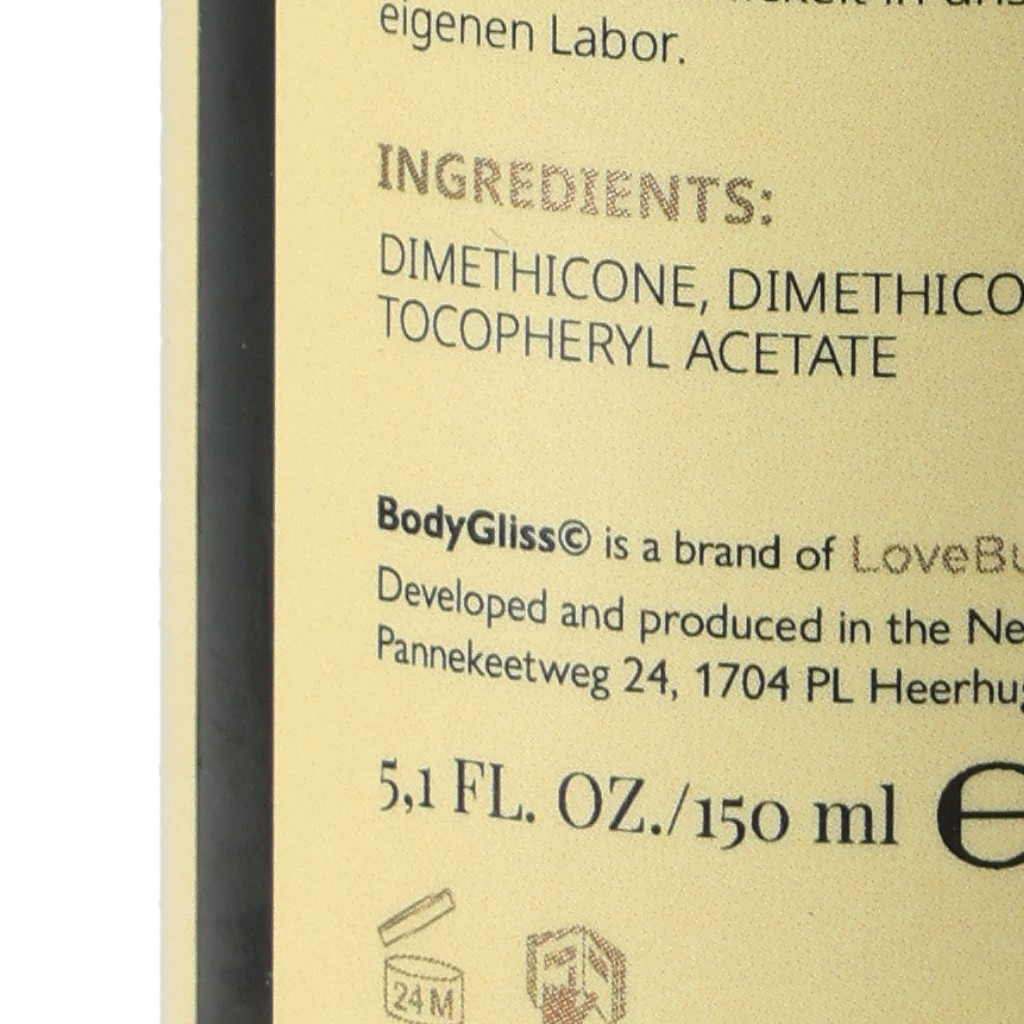 eigenen Labor.
INGREDIENTS:
DIMETHICONE, DIMETHICO
TOCOPHERYL ACETATE
BodyGliss© is a brand of LoveBu
Developed and produced in the Ne
Pannekeetweg 24, 1704 PL Heerhug
5,1 FL. OZ./150 ml e
24 M